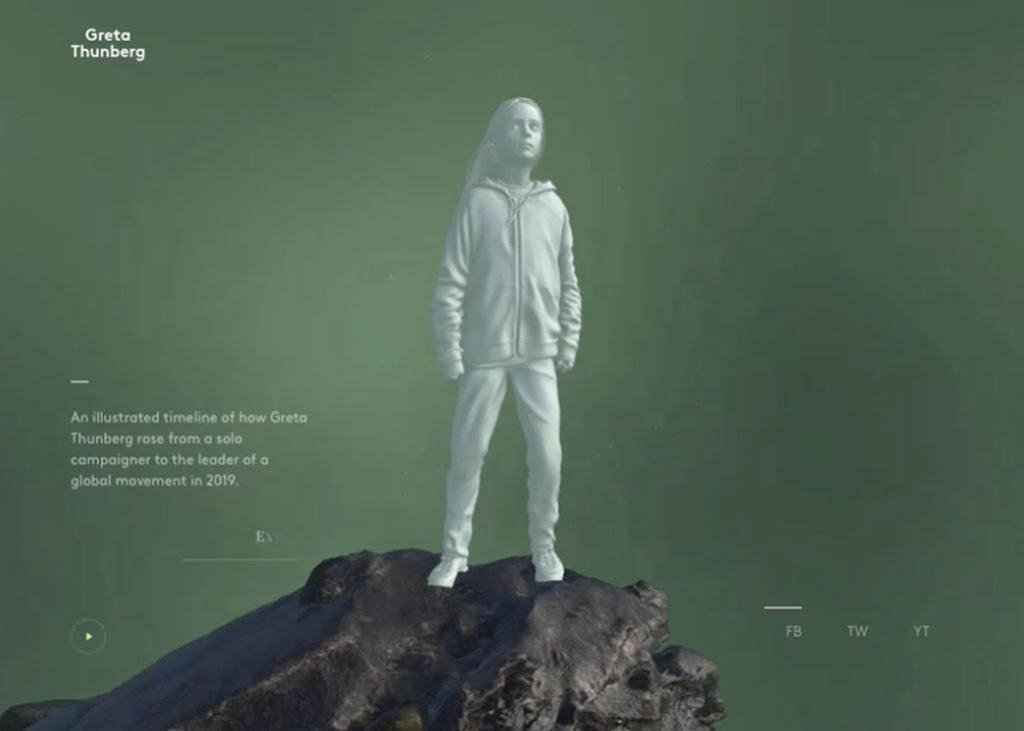 Greta
Thunberg
An illustrated timeline of how Greta
Thunberg rose from a solo
campaigner to the leader of a
global movement in 2019.
FB TW YT